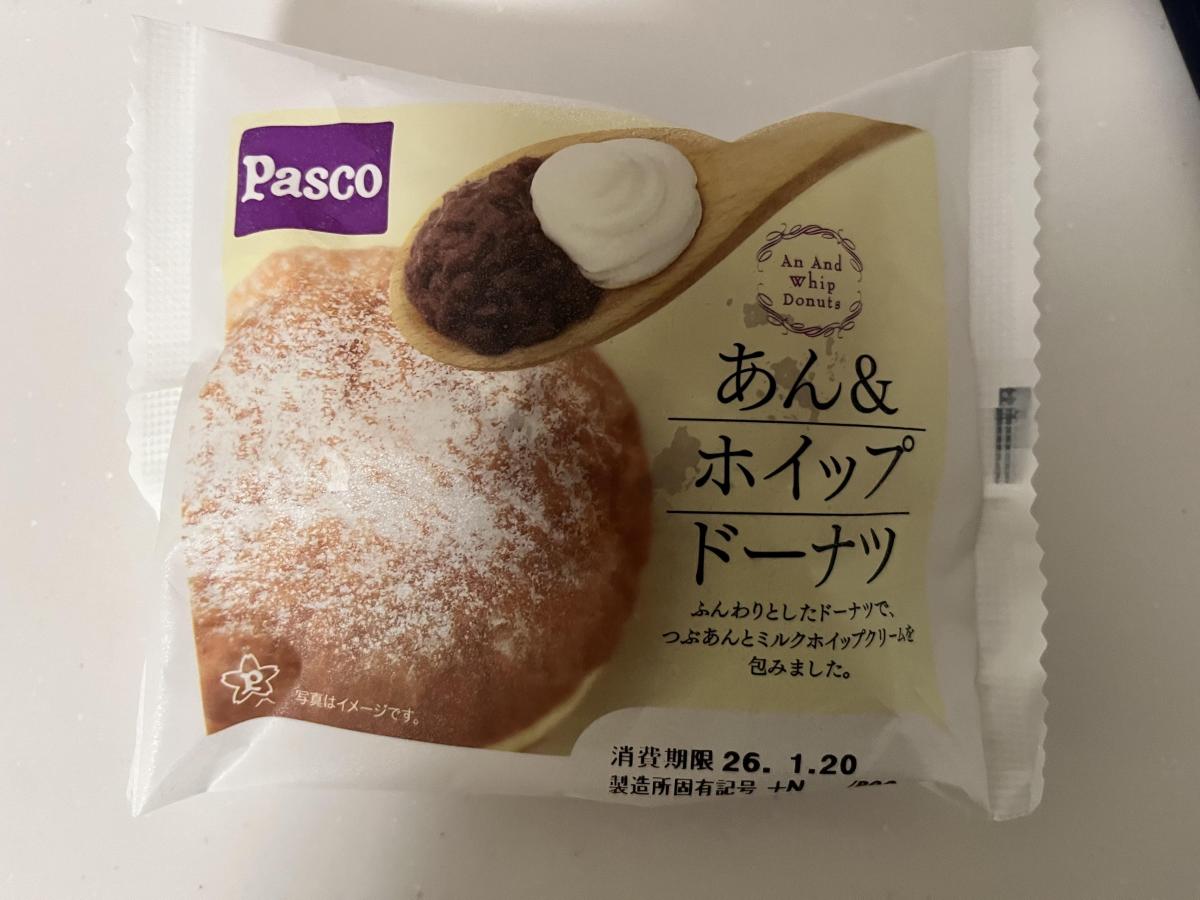 Pasco
An And
Whip
Donuts
あん&
ホイップ
ドーナツ
ふんわりとしたドーナツで、
つぶあんとミルクホイップクリームを
包みました。
P
写真はイメージです。
消費期限 26. 1.20
製造所固有記号 +N